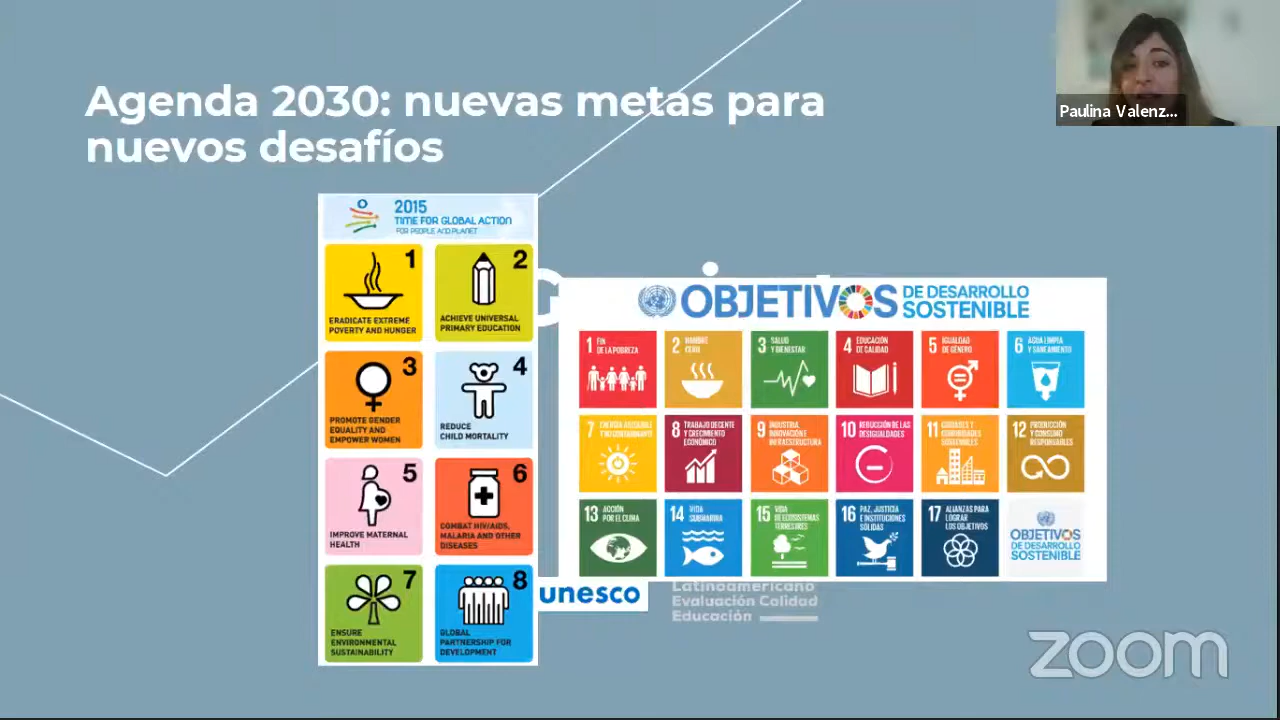 Agenda 2030: nuevas metas para
nuevos desafíos
Paulina Valenz...
2015
TIME FOR GLOBAL ACTION
FOR PEOPLE AND PLANET
1
ERADICATE EXTREME
POVERTY AND HUNGER
2
ACHIEVE UNIVERSAL
PRIMARY EDUCATION
3
PROMOTE GENDER
EQUALITY AND
EMPOWER WOMEN
4
REDUCE
CHILD MORTALITY
5
IMPROVE MATERNAL
HEALTH
6
COMBAT HIV/AIDS,
MALARIA AND OTHER
DISEASES
7
ENSURE
ENVIRONMENTAL
SUSTAINABILITY
8
GLOBAL
PARTNERSHIP FOR
DEVELOPMENT
OBJETIVOS
DE DESARROLLO
SOSTENIBLE
1 FIN
DE LA POBREZA
2 HAMBRE
CERO
3 SALUD
Y BIENESTAR
4 EDUCACIÓN
DE CALIDAD
5 IGUALDAD
DE GÉNERO
6 AGUA LIMPIA
Y SANEAMIENTO
7 ENERGÍA ASEQUIBLE
Y NO CONTAMINANTE
8 TRABAJO DECENTE
Y CRECIMIENTO
ECONÓMICO
9 INDUSTRIA,
INNOVACIÓN E
INFRAESTRUCTURA
10 REDUCCIÓN DE LAS
DESIGUALDADES
11 CIUDADES Y
COMUNIDADES
SOSTENIBLES
12 PRODUCCIÓN
Y CONSUMO
RESPONSABLES
13 ACCIÓN
POR EL CLIMA
14 VIDA
SUBMARINA
15 VIDA
DE ECOSISTEMAS
TERRESTRES
16 PAZ, JUSTICIA
E INSTITUCIONES
SÓLIDAS
17 ALIANZAS PARA
LOGRAR
LOS OBJETIVOS
OBJETIVOS
DE DESARROLLO
SOSTENIBLE
unesco
Latinoamericano
Evaluación Calidad
Educación
zoom